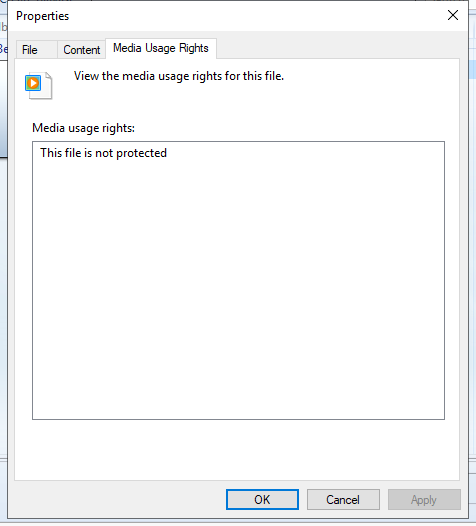 Properties
File
Content
Media Usage Rights
View the media usage rights for this file.
Media usage rights:
This file is not protected
OK
Cancel
Apply